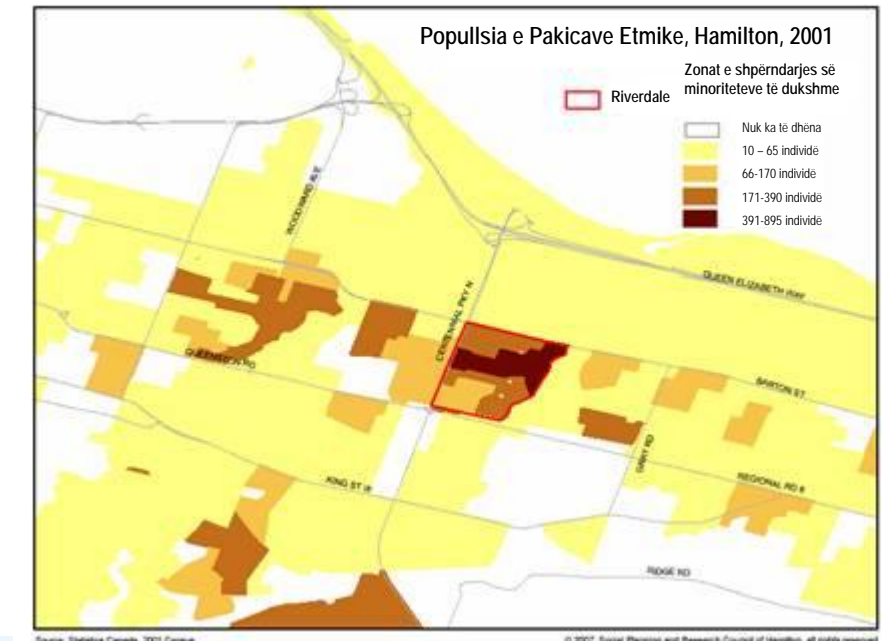 Popullsia e Pakicave Etmike, Hamilton, 2001
Zonat e shpërndarjes së
minoriteteve të dukshme
Riverdale
Nuk ka të dhëna
10 – 65 individë
66-170 individë
171-390 individë
391-895 individë
WOODWARD AVE
CENTENNIAL PKY N
QUEEN ELIZABETH WAY
QUEENSTON RD
BARTON ST
GRAY RD
REGIONAL RD 8
KING ST W
RIDGE RD
Source: Statistics Canada, 2001 Census
© 2007, Social Planning and Research Council of Hamilton, all rights reserved